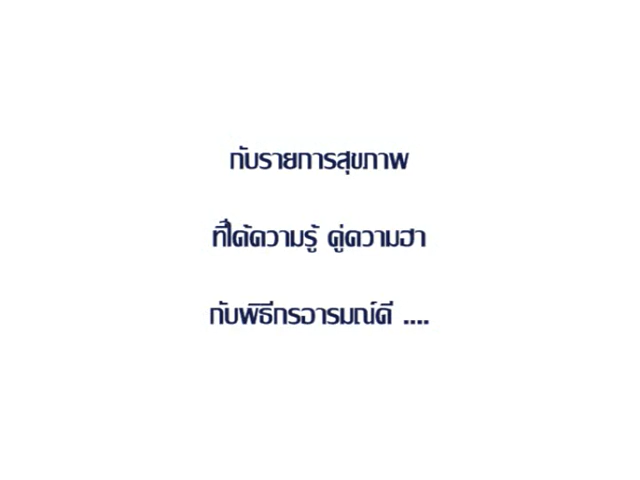 กับรายการสุขภาพ
ที่ได้ความรู้ คู่ความฮา
กับพิธีกรอารมณ์ดี ....